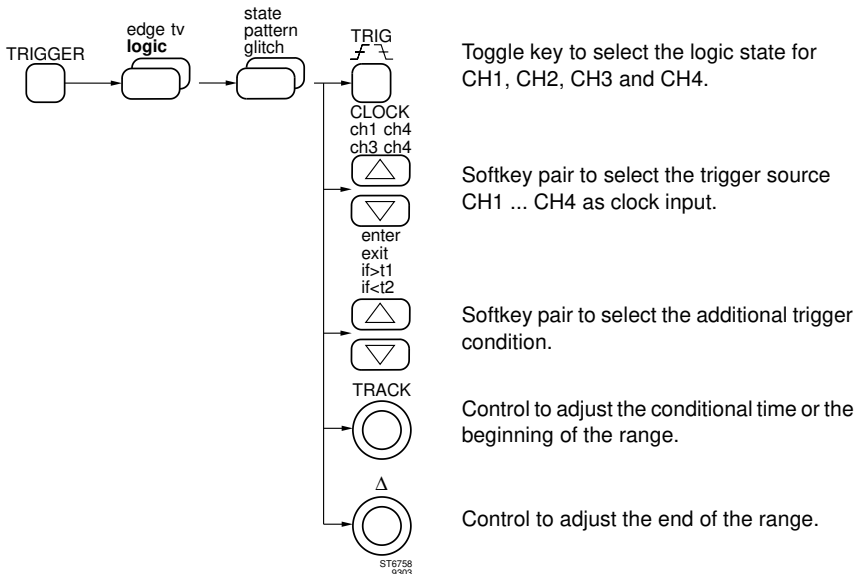 TRIGGER
edge tv
logic
state
pattern
glitch
TRIG
Toggle key to select the logic state for
CH1, CH2, CH3 and CH4.
CLOCK
ch1 ch4
ch3 ch4
Softkey pair to select the trigger source
CH1 ... CH4 as clock input.
enter
exit
if>t1
if<t2
Softkey pair to select the additional trigger
condition.
TRACK
Control to adjust the conditional time or the
beginning of the range.
Δ
Control to adjust the end of the range.
ST6758
9303